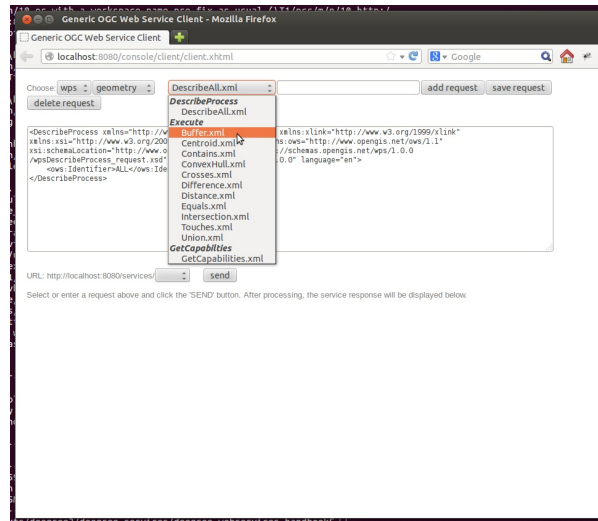 Generic OGC Web Service Client - Mozilla Firefox
Generic OGC Web Service Client
localhost:8080/console/client/client.xhtml
Google
Choose: wps geometry DescribeAll.xml add request save request
delete request
DescribeProcess
DescribeAll.xml
Execute
Buffer.xml
Centroid.xml
Contains.xml
ConvexHull.xml
Crosses.xml
Difference.xml
Distance.xml
Equals.xml
Intersection.xml
Touches.xml
Union.xml
GetCapabilties
GetCapabilities.xml
<DescribeProcess xmlns="http://w xmlns:xlink="http://www.w3.org/1999/xlink"
xmlns:xsi="http://www.w3.org/200 ns:ows="http://www.opengis.net/ows/1.1"
xsi:schemaLocation="http://www.o ://schemas.opengis.net/wps/1.0.0
/wpsDescribeProcess_request.xsd" .0.0" language="en">
<ows:Identifier>ALL</ows:Ide
</DescribeProcess>
URL: http://localhost:8080/services/ send
Select or enter a request above and click the 'SEND' button. After processing, the service response will be displayed below.